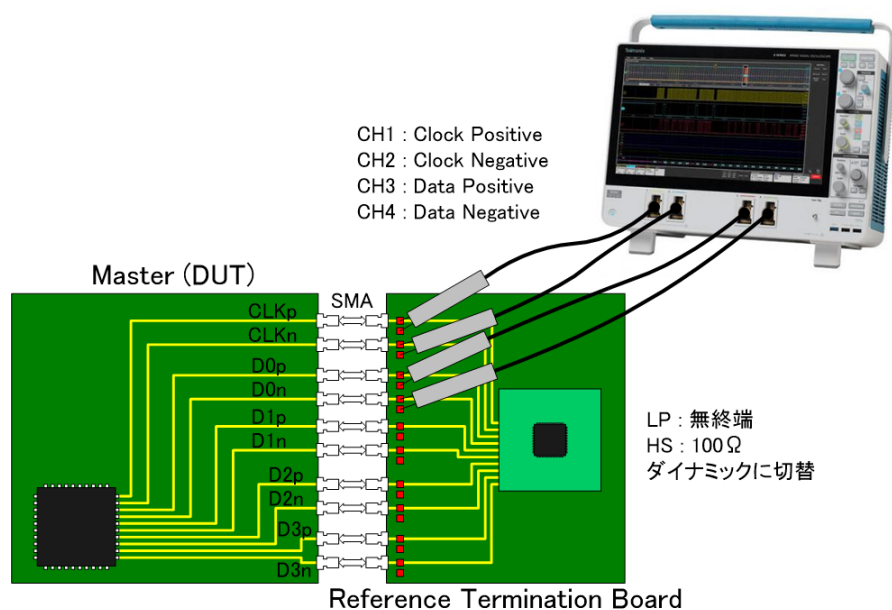 Tektronix
CH1 : Clock Positive
CH2 : Clock Negative
CH3 : Data Positive
CH4 : Data Negative
Master (DUT)
SMA
CLKp
CLKn
D0p
D0n
D1p
D1n
D2p
D2n
D3p
D3n
LP : 無終端
HS : 100Ω
ダイナミックに切替
Reference Termination Board